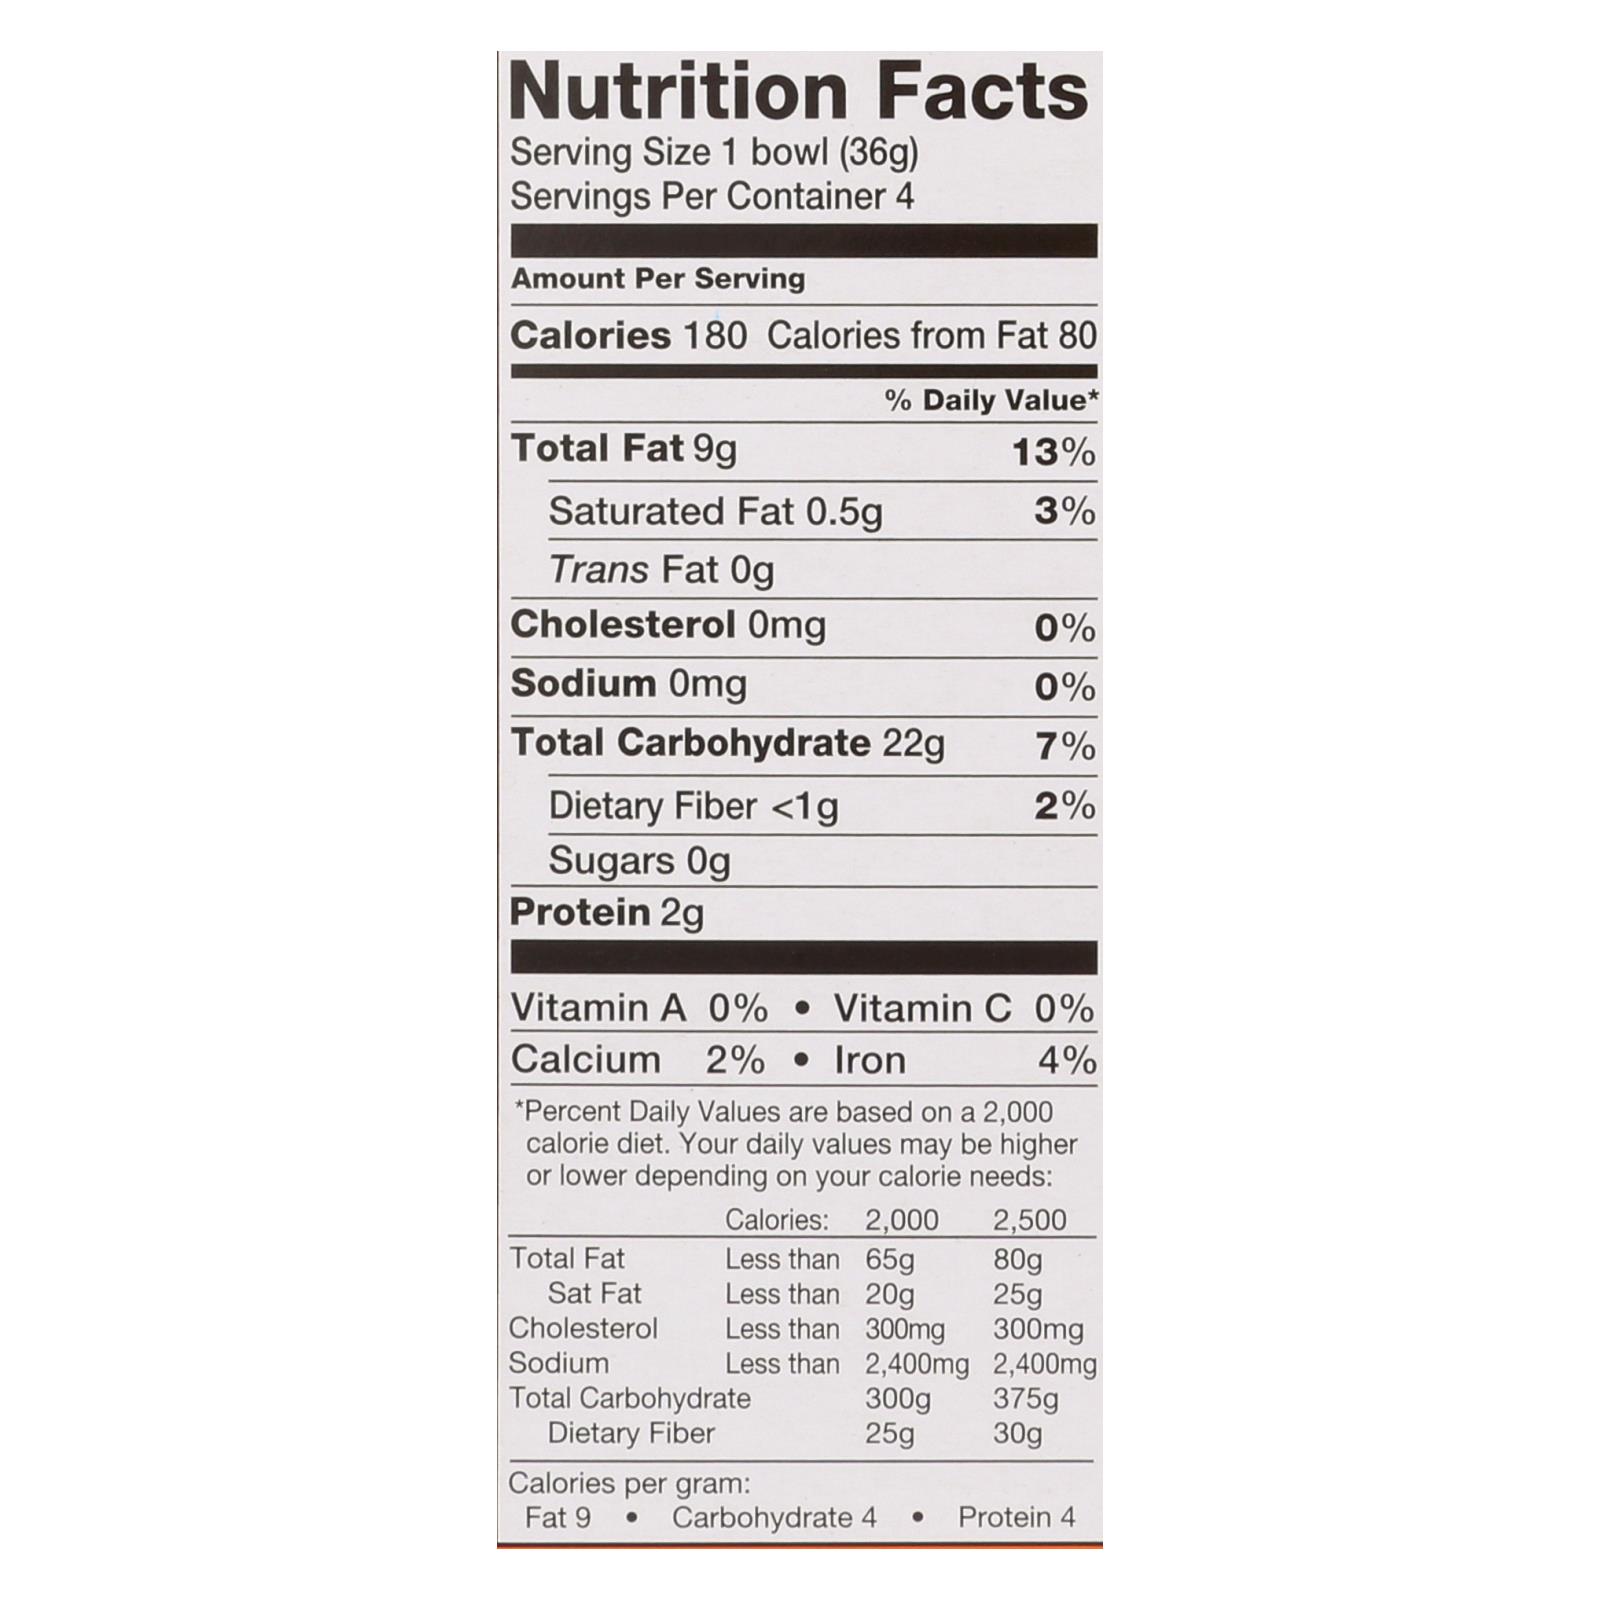 Nutrition Facts
Serving Size 1 bowl (36g)
Servings Per Container 4
Amount Per Serving
Calories 180 Calories from Fat 80
% Daily Value*
Total Fat 9g 13%
Saturated Fat 0.5g 3%
Trans Fat 0g
Cholesterol 0mg 0%
Sodium 0mg 0%
Total Carbohydrate 22g 7%
Dietary Fiber <1g 2%
Sugars 0g
Protein 2g
Vitamin A 0% • Vitamin C 0%
Calcium 2% • Iron 4%
*Percent Daily Values are based on a 2,000
calorie diet. Your daily values may be higher
or lower depending on your calorie needs:
Calories: 2,000 2,500
Total Fat Less than 65g 80g
Sat Fat Less than 20g 25g
Cholesterol Less than 300mg 300mg
Sodium Less than 2,400mg 2,400mg
Total Carbohydrate 300g 375g
Dietary Fiber 25g 30g
Calories per gram:
Fat 9 • Carbohydrate 4 • Protein 4